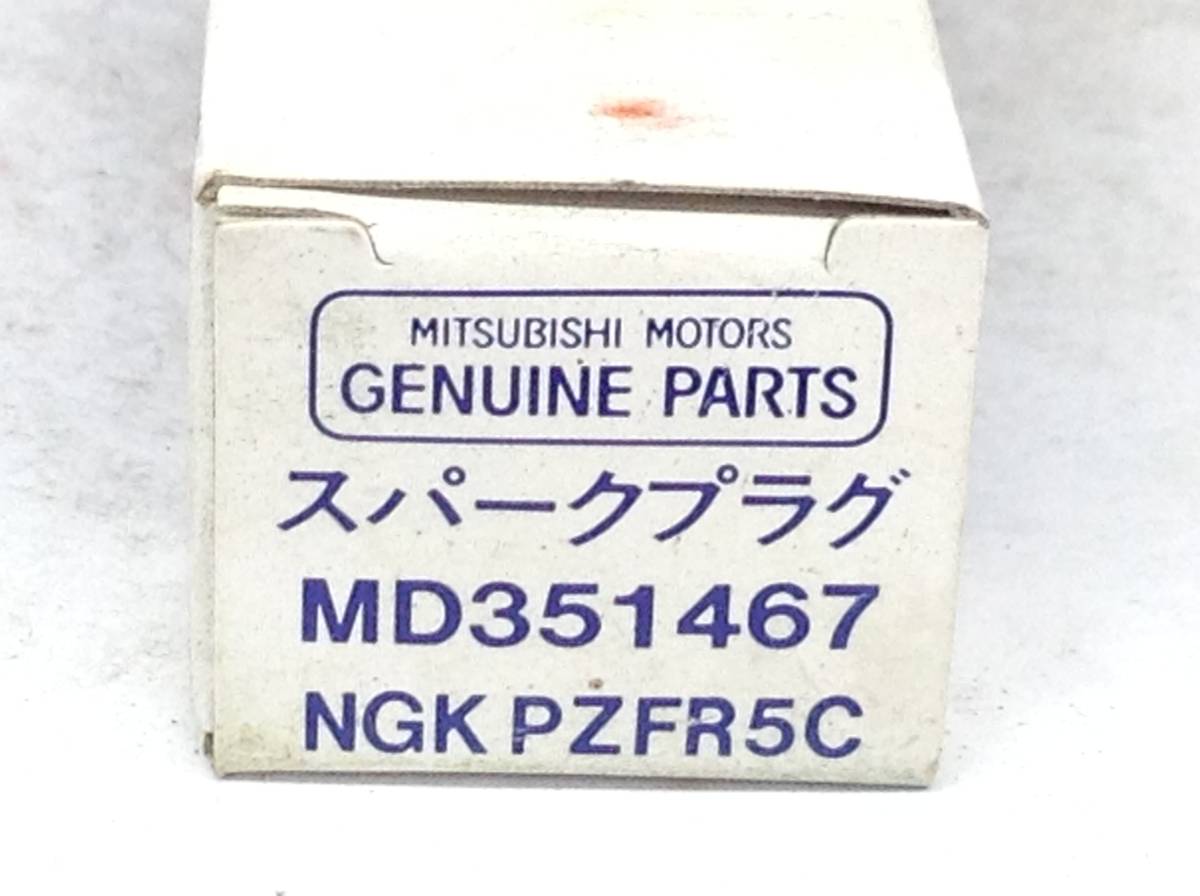 MITSUBISHI MOTORS
GENUINE PARTS
スパークプラグ
MD351467
NGK PZFR5C